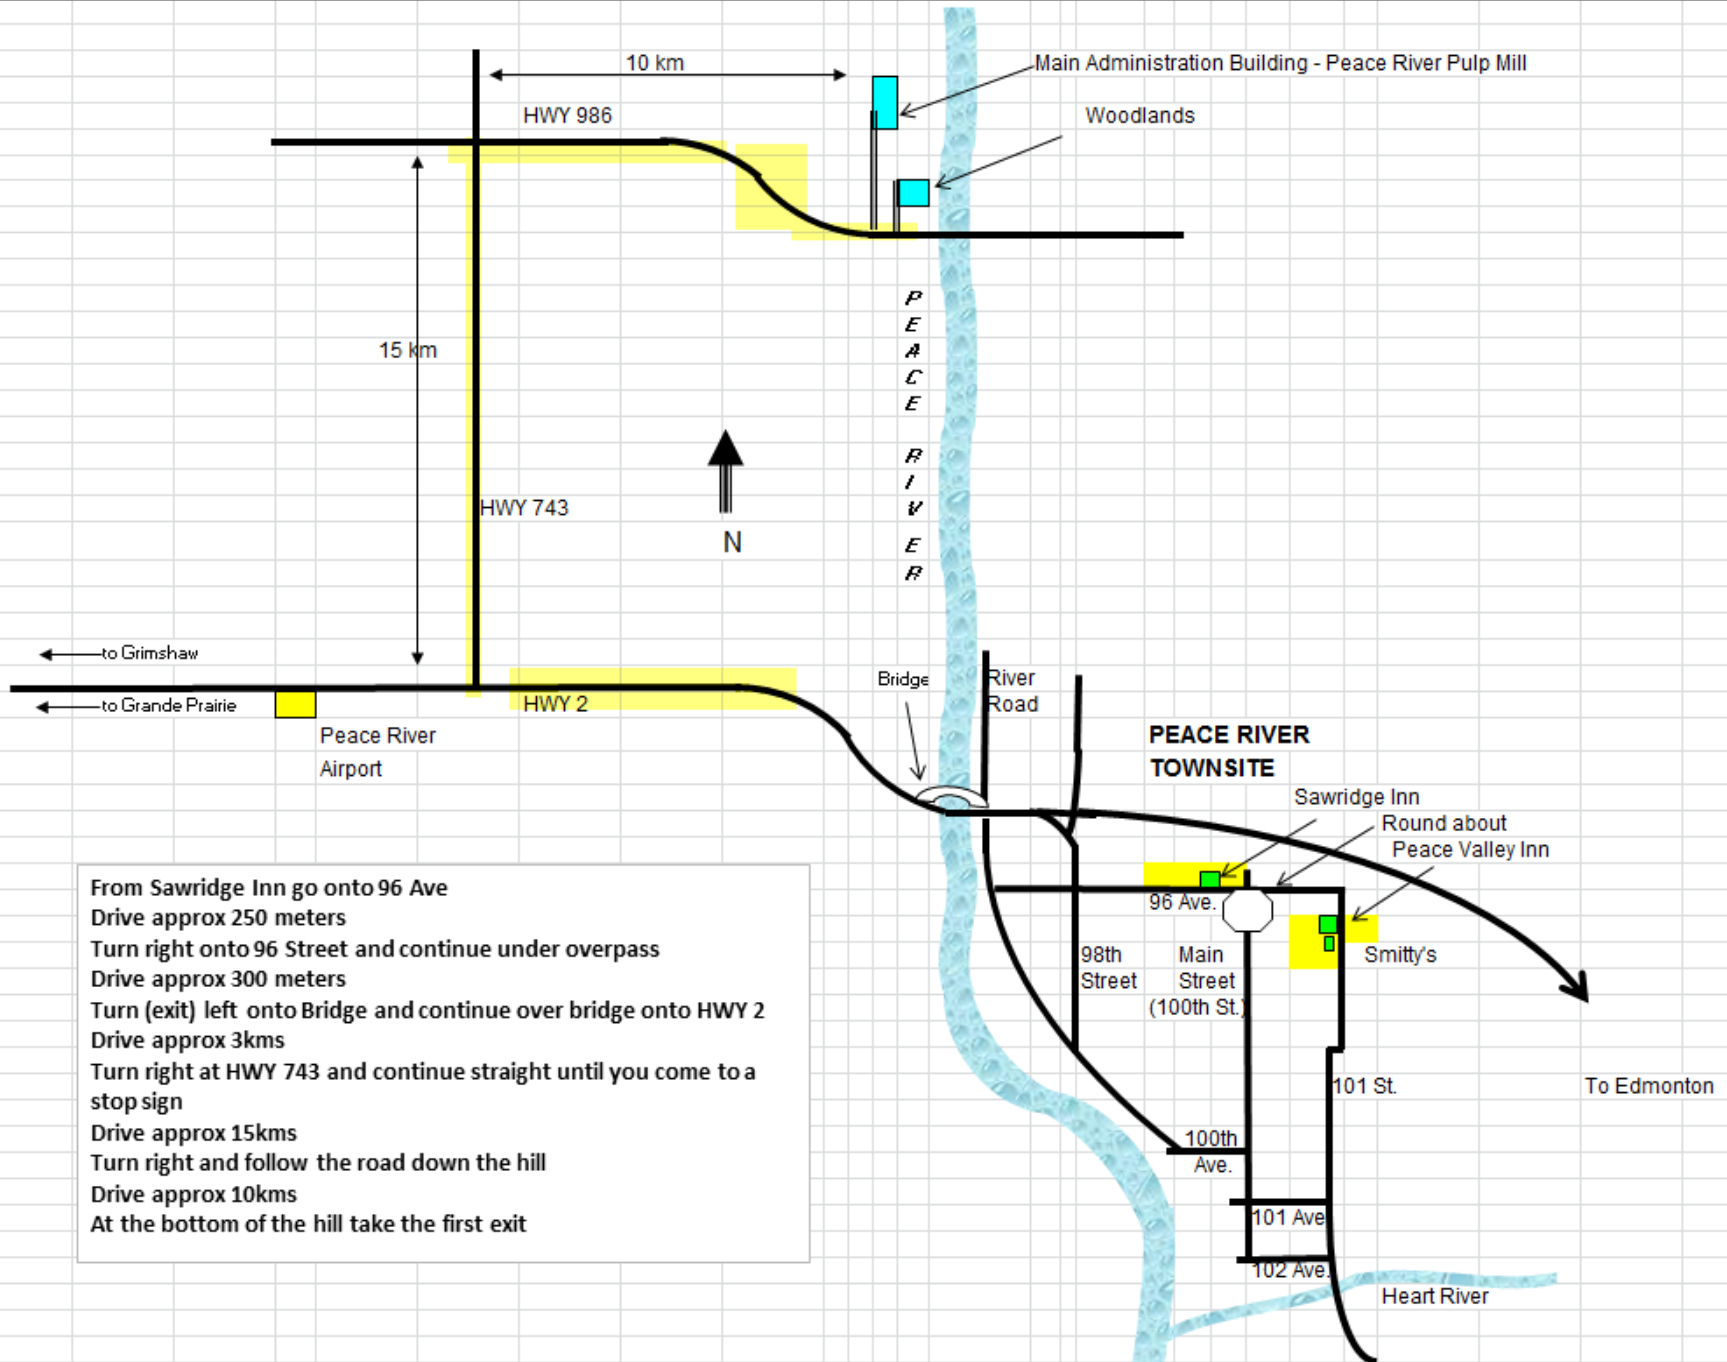 10 km
Main Administration Building - Peace River Pulp Mill
HWY 986
Woodlands
PEACE RIVER
15 km
HWY 743
N
to Grimshaw
to Grande Prairie
HWY 2
Peace River
Airport
Bridge
River
Road
PEACE RIVER
TOWNSITE
Sawridge Inn
Round about
Peace Valley Inn
96 Ave.
98th
Street
Main
Street
(100th St.)
Smitty's
101 St.
To Edmonton
100th
Ave.
101 Ave
102 Ave.
Heart River
From Sawridge Inn go onto 96 Ave
Drive approx 250 meters
Turn right onto 96 Street and continue under overpass
Drive approx 300 meters
Turn (exit) left onto Bridge and continue over bridge onto HWY 2
Drive approx 3kms
Turn right at HWY 743 and continue straight until you come to a
stop sign
Drive approx 15kms
Turn right and follow the road down the hill
Drive approx 10kms
At the bottom of the hill take the first exit